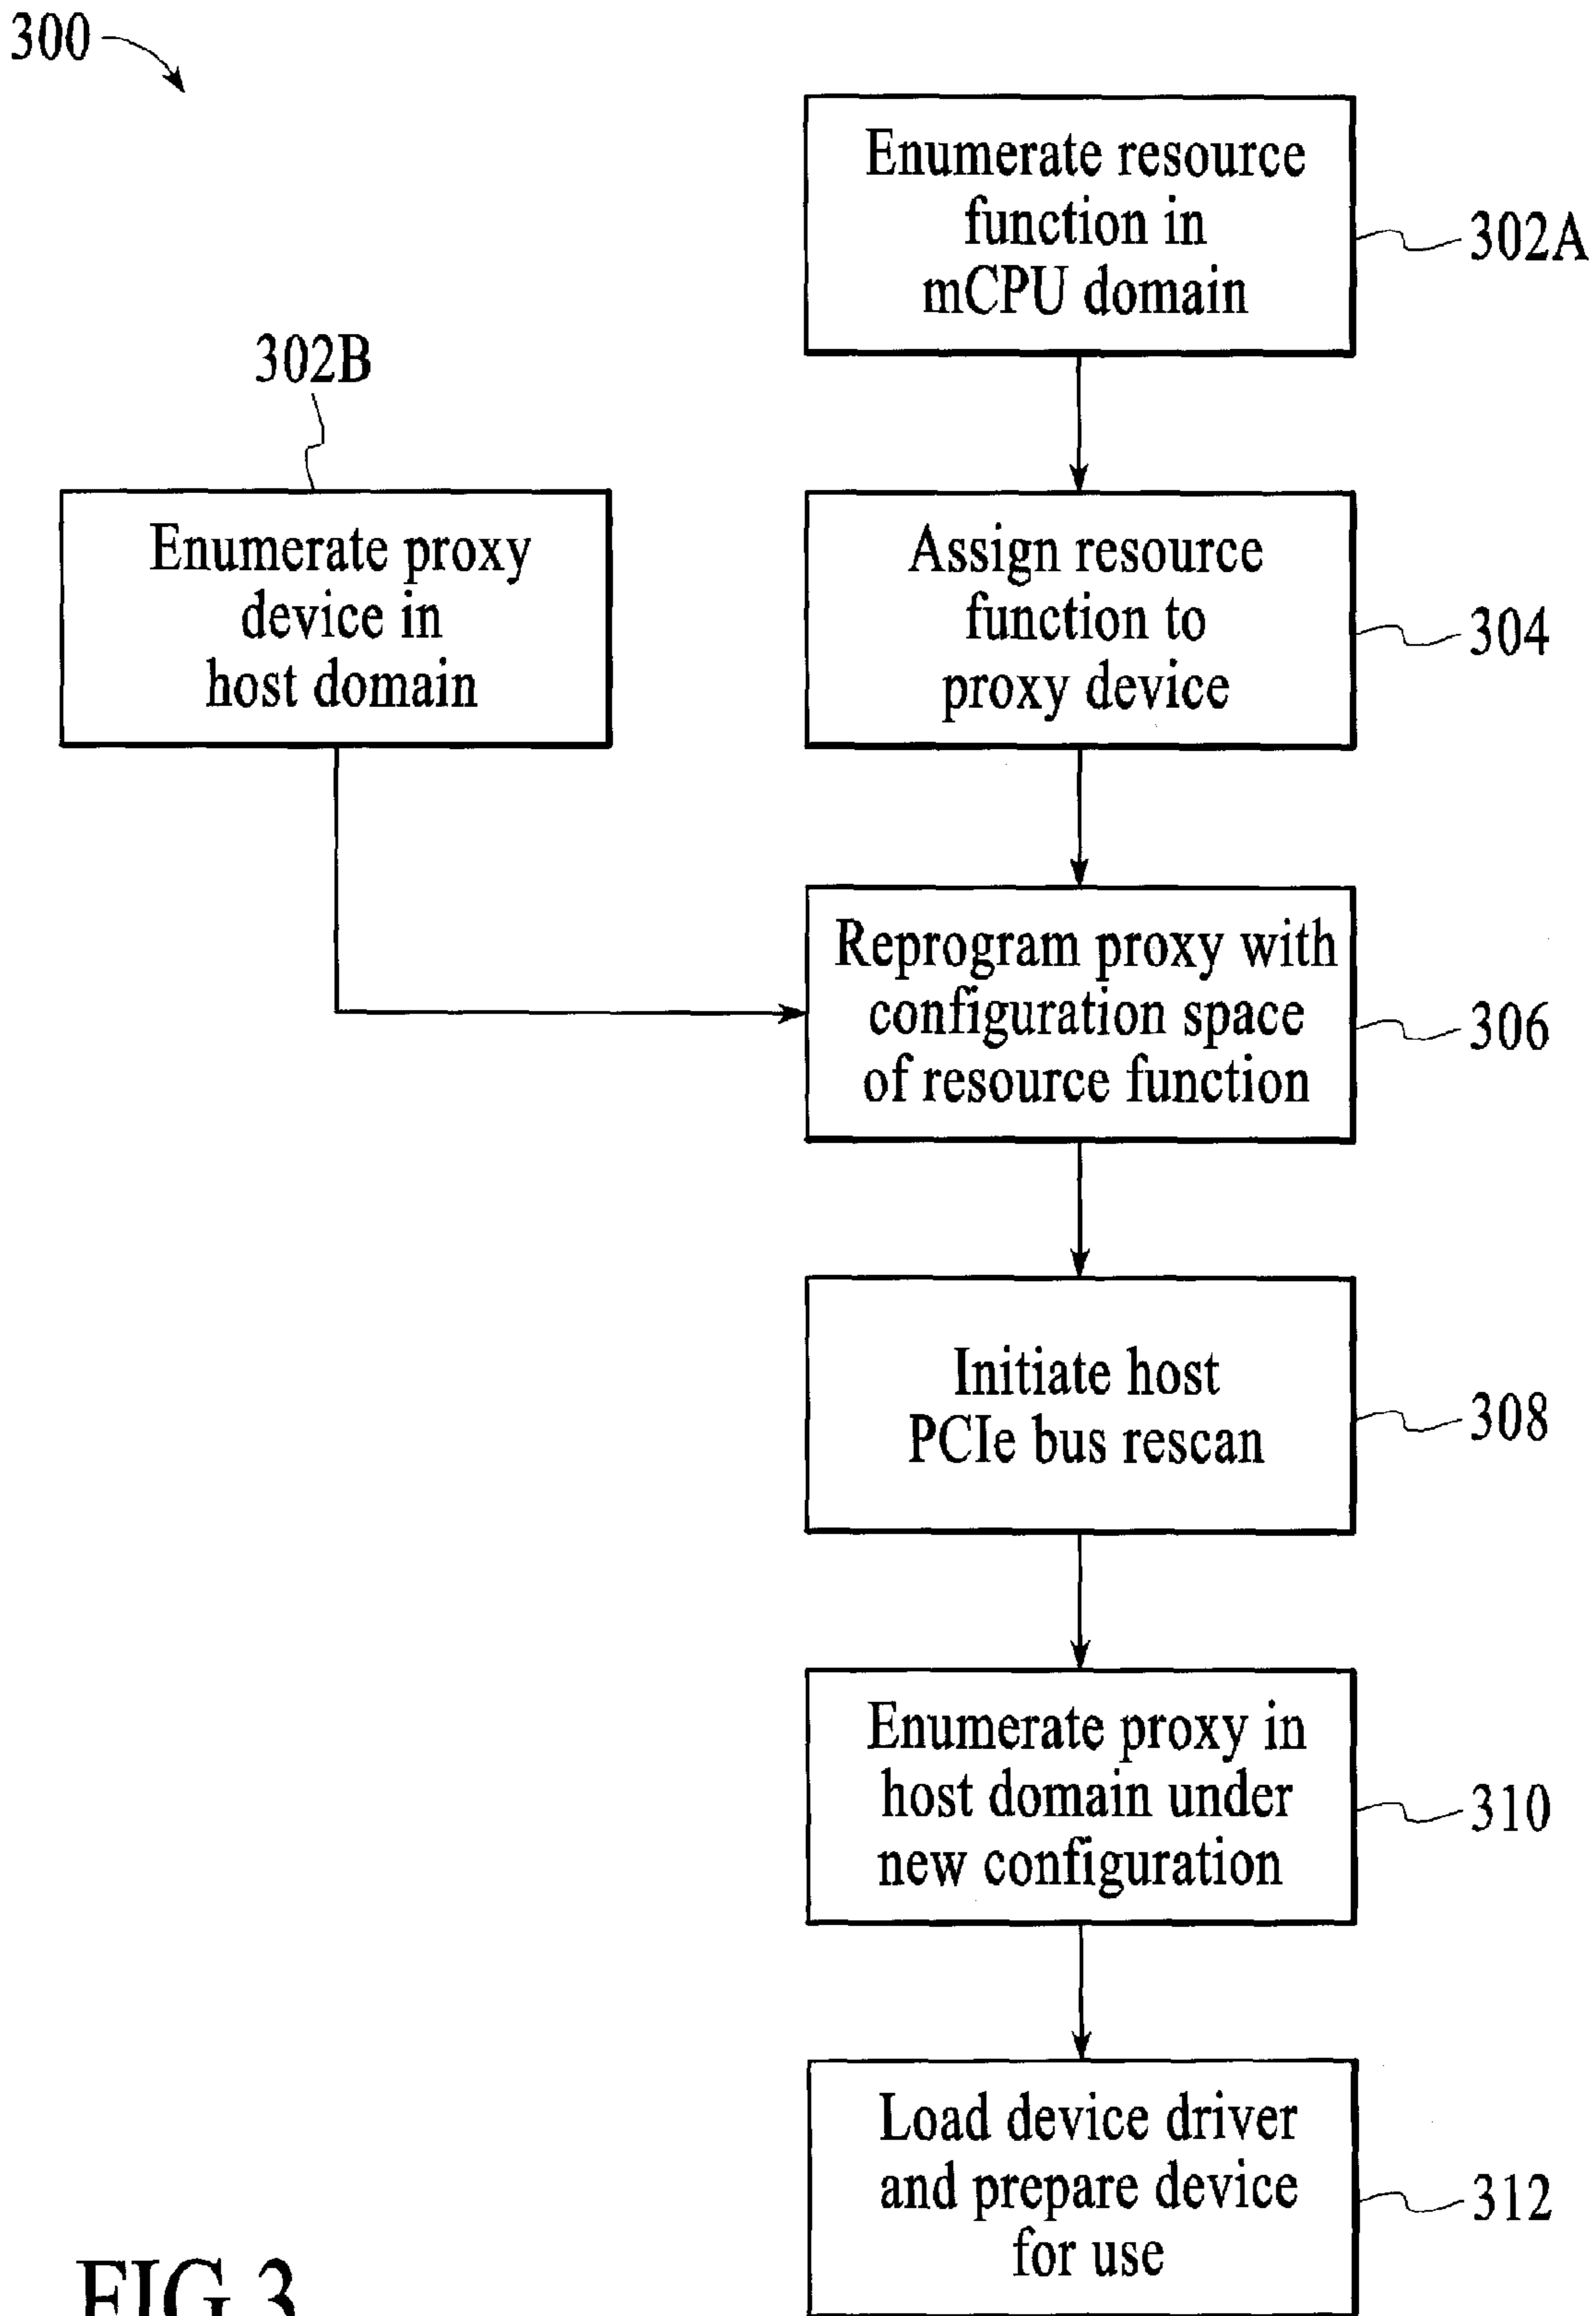 300
Enumerate resource
function in
mCPU domain
302A
302B
Enumerate proxy
device in
host domain
Assign resource
function to
proxy device
304
Reprogram proxy with
configuration space
of resource function
306
Initiate host
PCIe bus rescan
308
Enumerate proxy in
host domain under
new configuration
310
Load device driver
and prepare device
for use
312
FIG.3